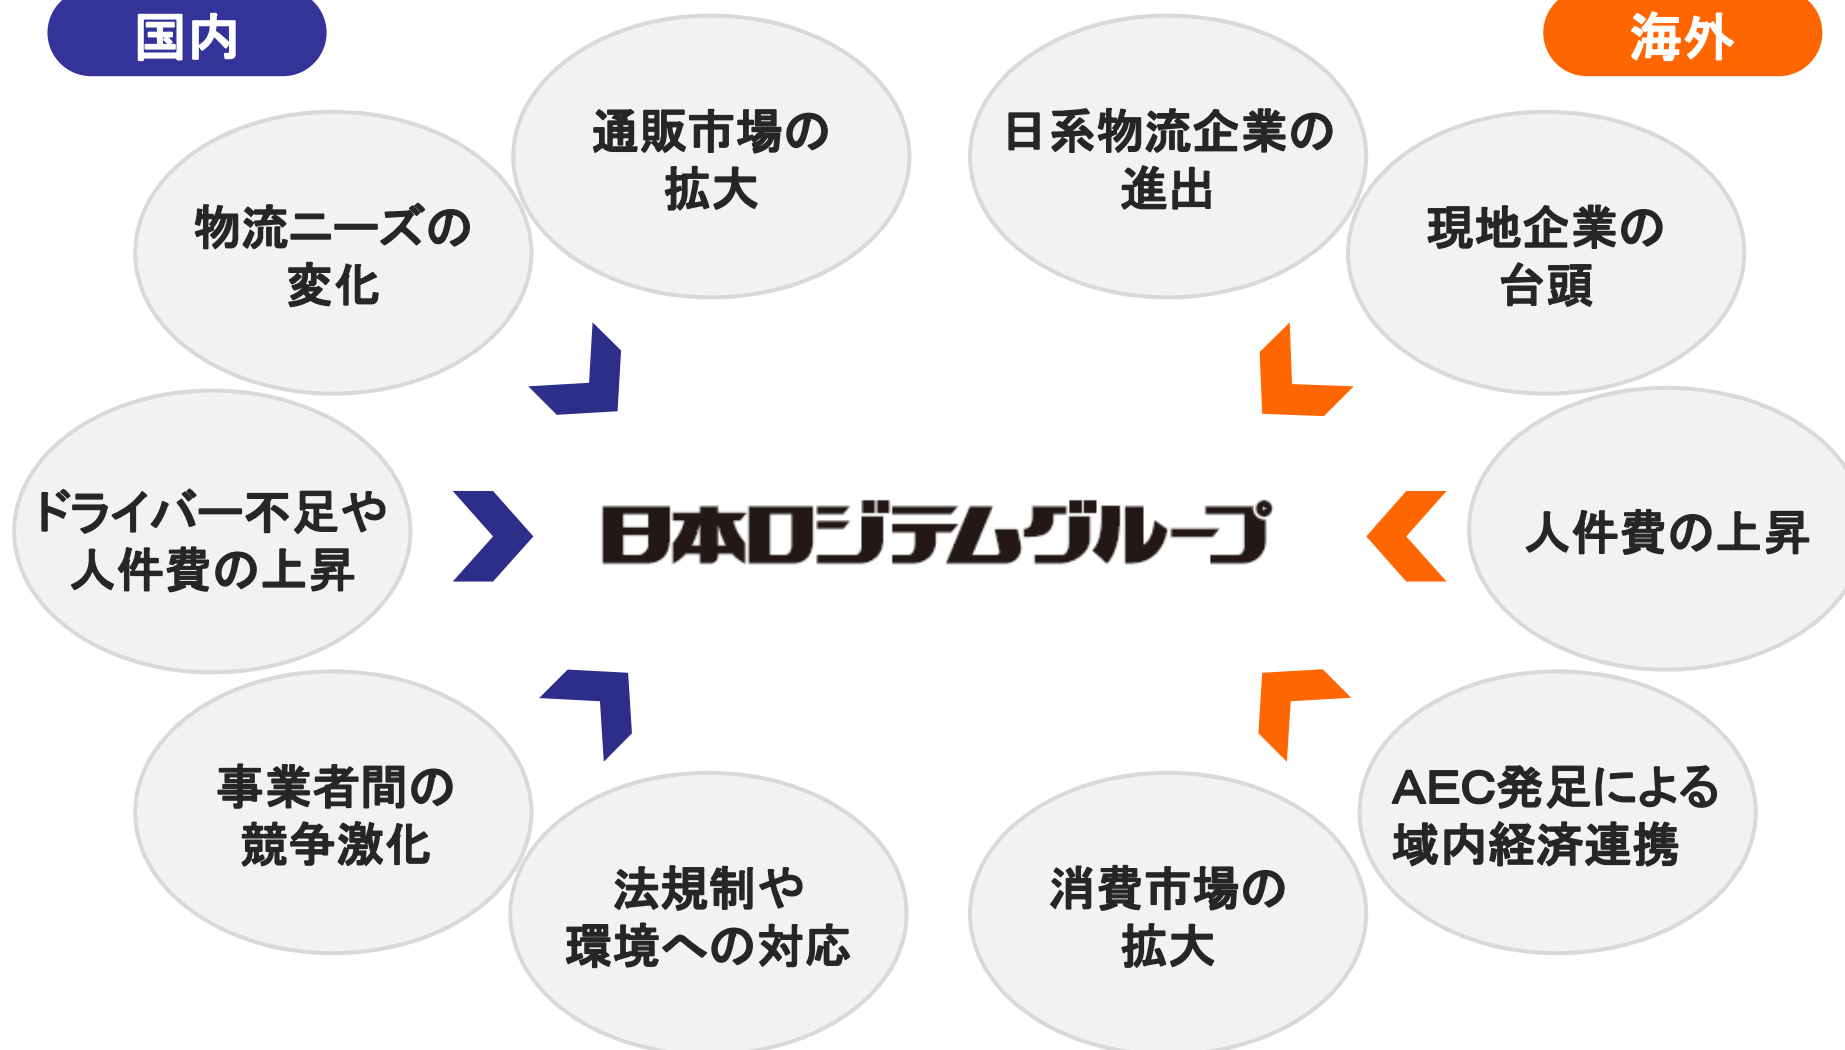 国内
海外
通販市場の
拡大
物流ニーズの
変化
ドライバー不足や
人件費の上昇
事業者間の
競争激化
法規制や
環境への対応
日本ロジテムグループ
日系物流企業の
進出
現地企業の
台頭
人件費の上昇
AEC発足による
域内経済連携
消費市場の
拡大